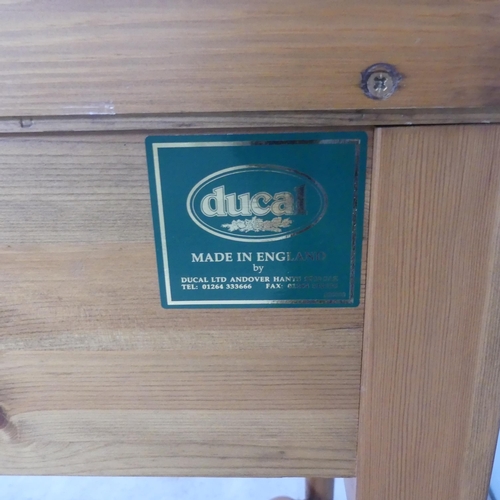 ducal
MADE IN ENGLAND
by
DUCAL LTD ANDOVER HANTS
TEL: 01264 333666 FAX: